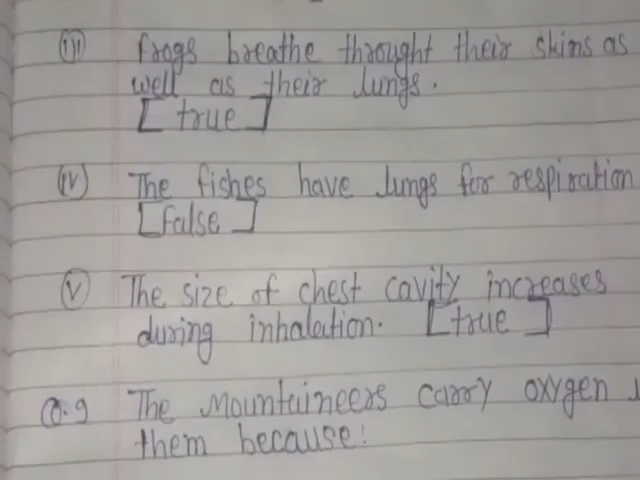 (iii) frogs breathe throught their skins as
well as their lungs.
[ true ]
(iv) The fishes have lungs for respiration
[False ]
(v) The size of chest cavity increases
during inhalation. [true ]
Q.9 The Mountaineers carry oxygen
them because: